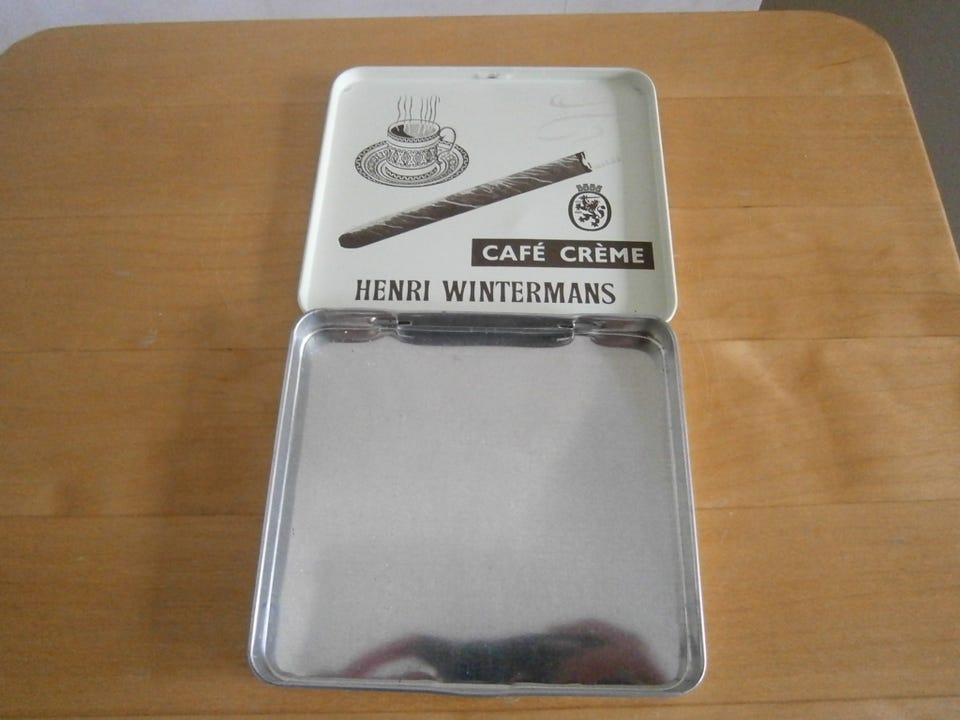 CAFÉ CRÈME
HENRI WINTERMANS